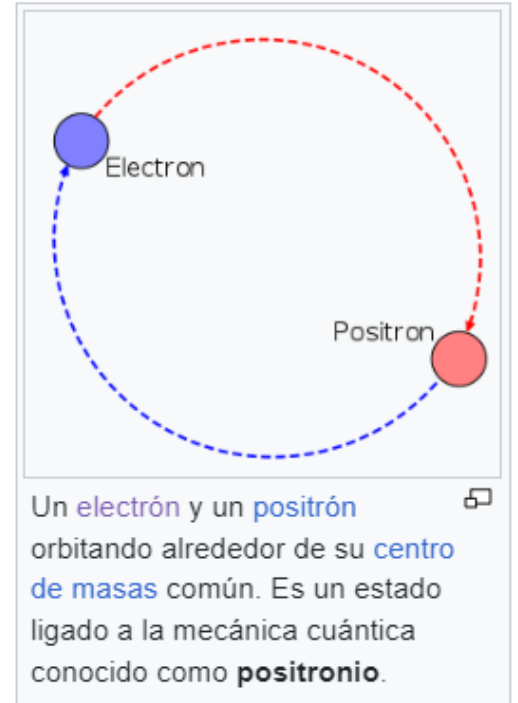 Electron
Positron
Un electrón y un positrón
orbitando alrededor de su centro
de masas común. Es un estado
ligado a la mecánica cuántica
conocido como positronio.